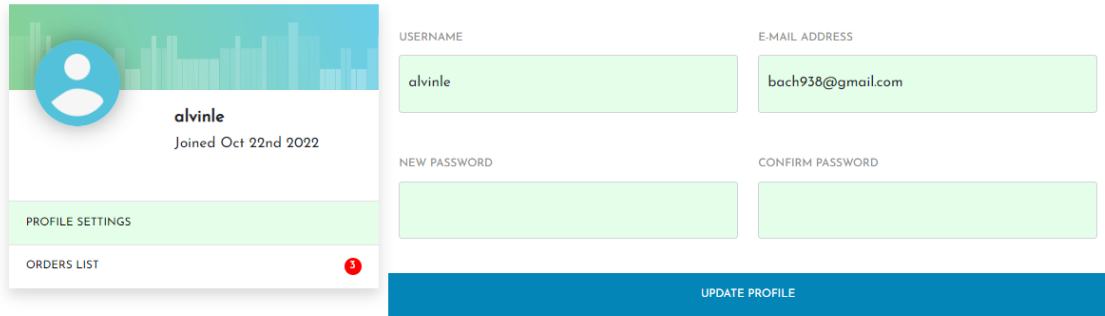 alvinle
Joined Oct 22nd 2022
PROFILE SETTINGS
ORDERS LIST
3
USERNAME
E-MAIL ADDRESS
alvinle
bach938@gmail.com
NEW PASSWORD
CONFIRM PASSWORD
UPDATE PROFILE